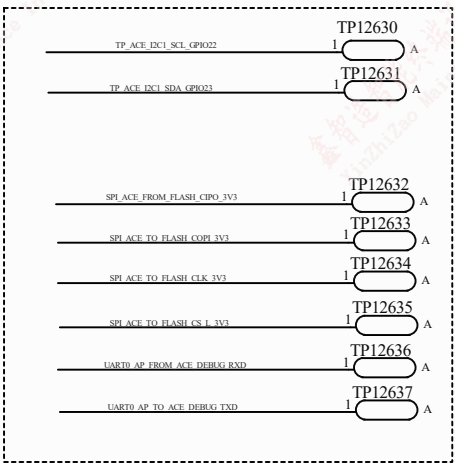 TP12630
TP_ACE_I2C1_SCL_GPIO22 1 A
TP12631
TP_ACE_I2C1_SDA_GPIO23 1 A
TP12632
SPI_ACE_FROM_FLASH_CIPO_3V3 1 A
TP12633
SPI_ACE_TO_FLASH_COPI_3V3 1 A
TP12634
SPI_ACE_TO_FLASH_CLK_3V3 1 A
TP12635
SPI_ACE_TO_FLASH_CS_L_3V3 1 A
TP12636
UART0_AP_FROM_ACE_DEBUG_RXD 1 A
TP12637
UART0_AP_TO_ACE_DEBUG_TXD 1 A